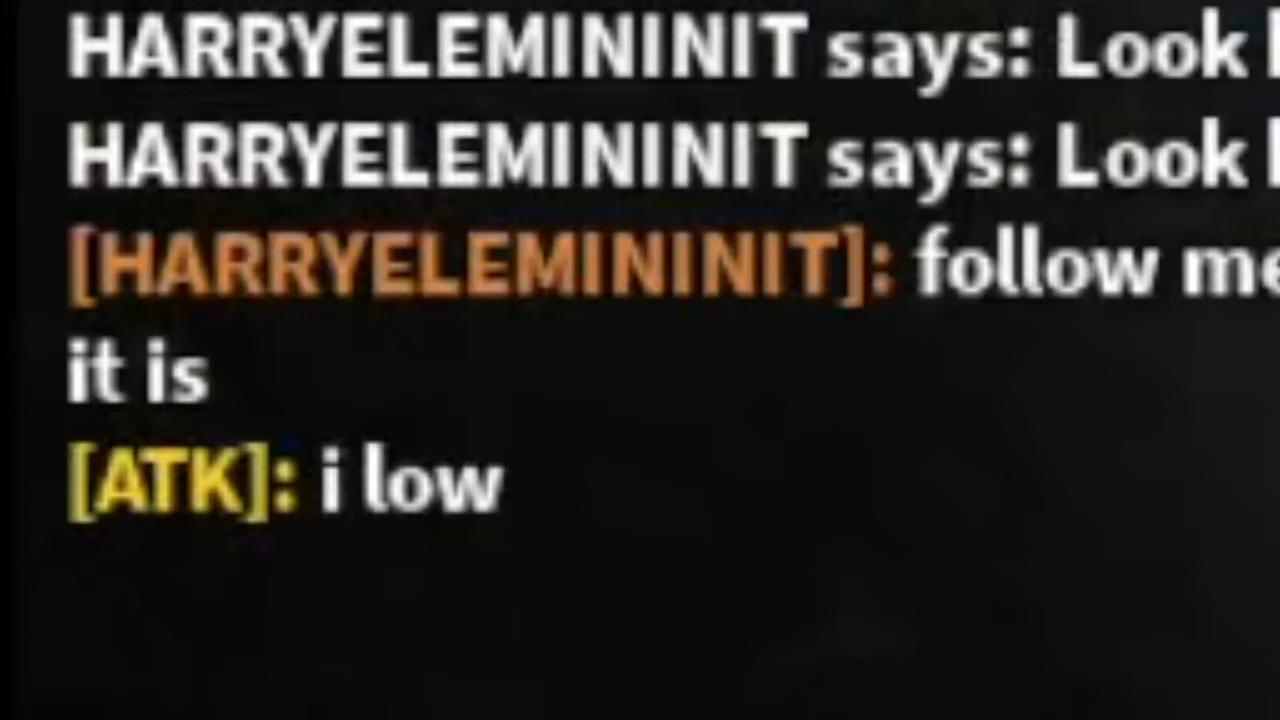 HARRYELEMININIT says: Look
HARRYELEMININIT says: Look
[HARRYELEMININIT]: follow me
it is
[ATK]: i low